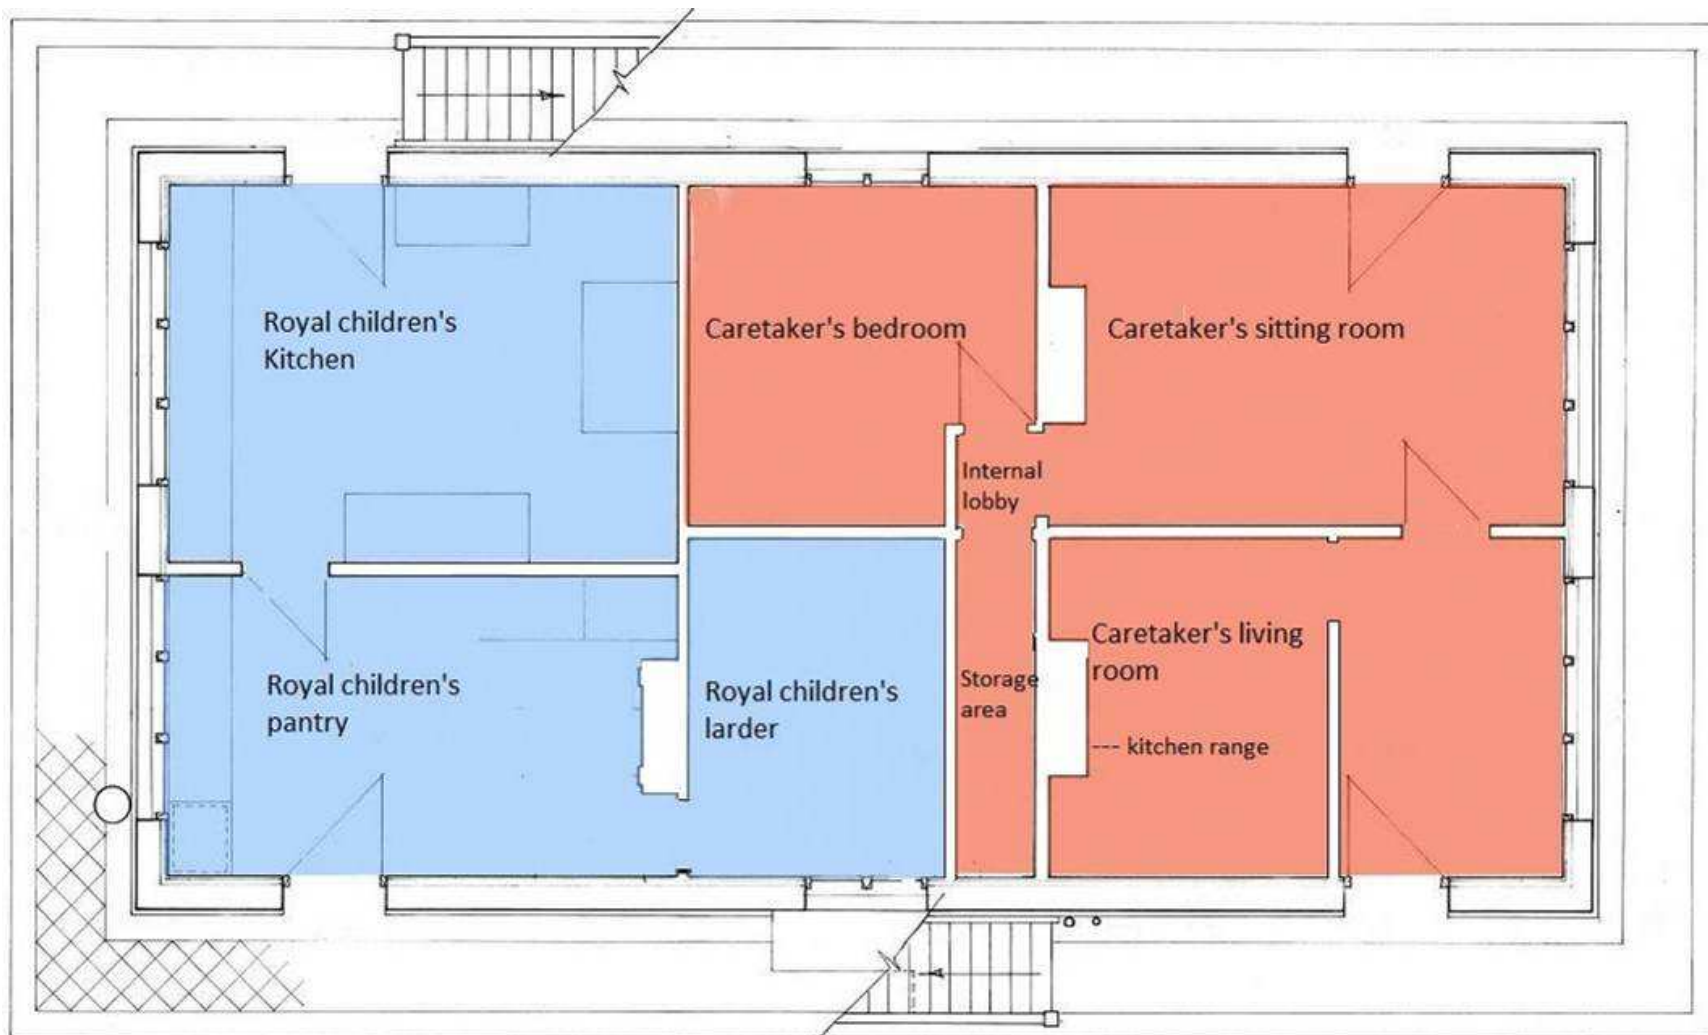 Royal children's
Kitchen
Caretaker's bedroom
Caretaker's sitting room
Internal
lobby
Royal children's
pantry
Royal children's
larder
Storage
area
Caretaker's living
room
--- kitchen range